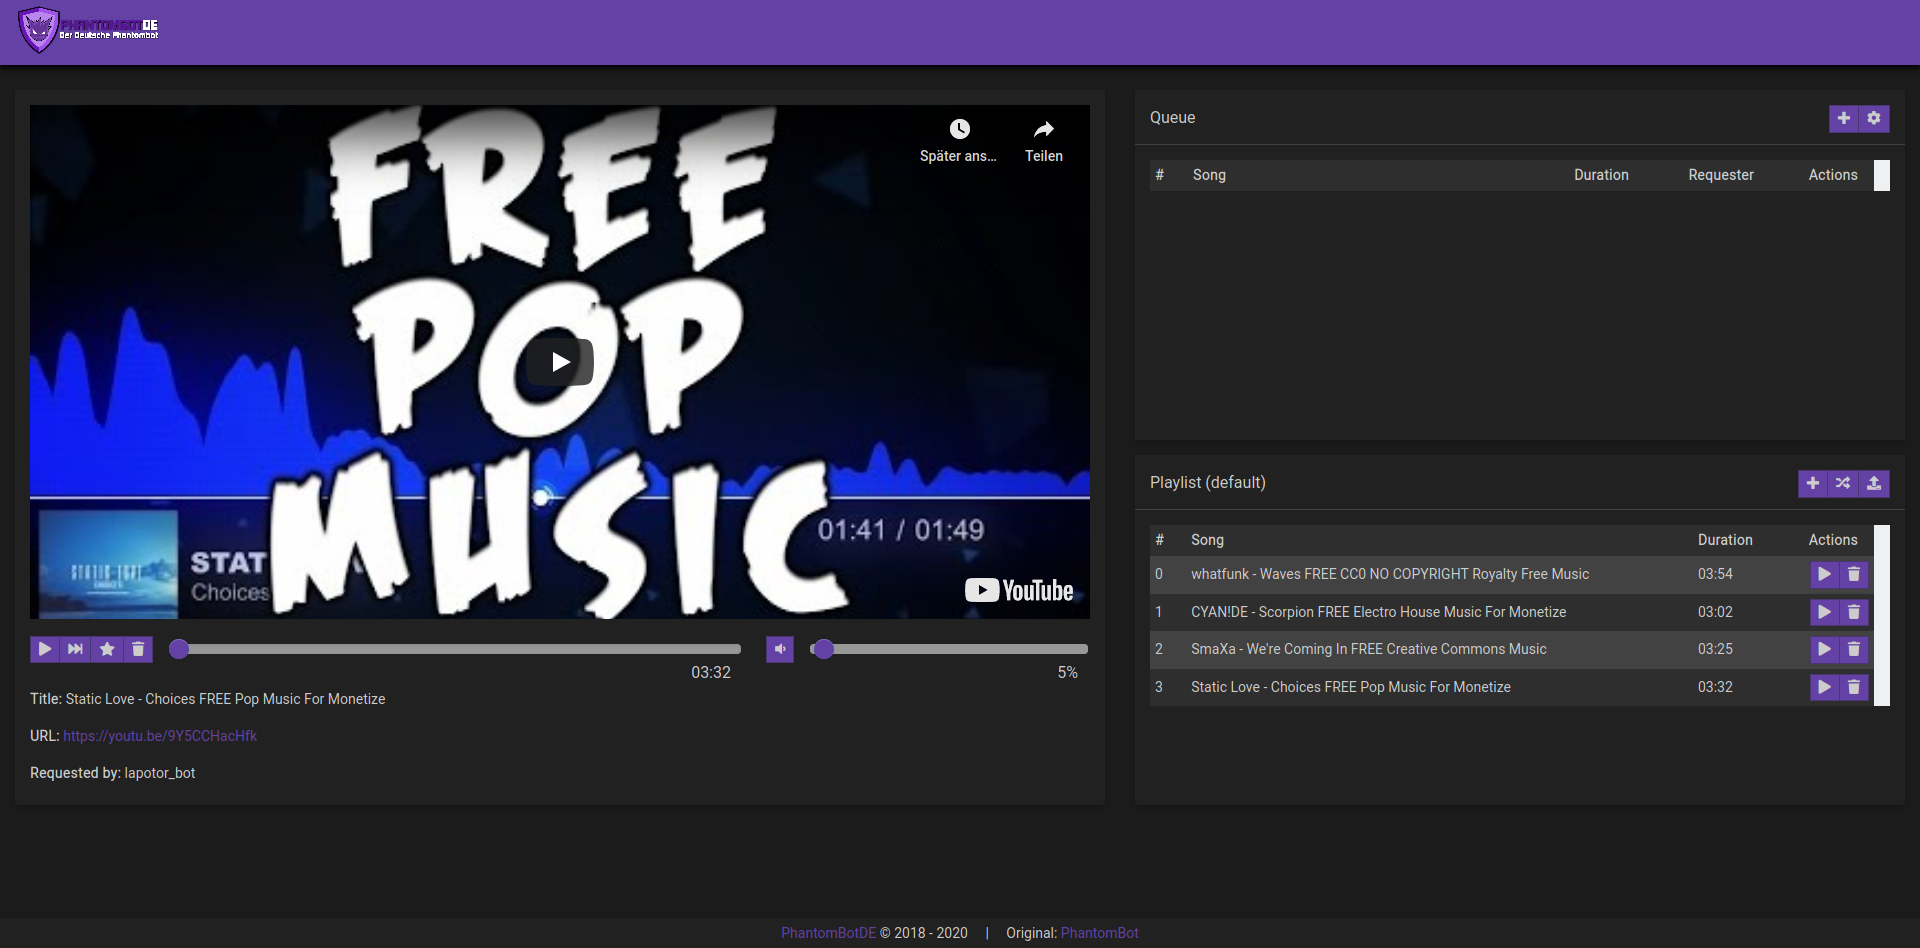 PHANTOMBOTDE
Der Deutsche Phantombot
FREE
POP
MUSIC
Später ans...
Teilen
01:41 / 01:49
STAT
Choices
YouTube
03:32
5%
Title: Static Love - Choices FREE Pop Music For Monetize
URL: https://youtu.be/9Y5CCHacHfk
Requested by: lapotor_bot
Queue
# Song Duration Requester Actions
Playlist (default)
# Song Duration Actions
0 whatfunk - Waves FREE CC0 NO COPYRIGHT Royalty Free Music 03:54
1 CYAN!DE - Scorpion FREE Electro House Music For Monetize 03:02
2 SmaXa - We're Coming In FREE Creative Commons Music 03:25
3 Static Love - Choices FREE Pop Music For Monetize 03:32
PhantomBotDE © 2018 - 2020 | Original: PhantomBot